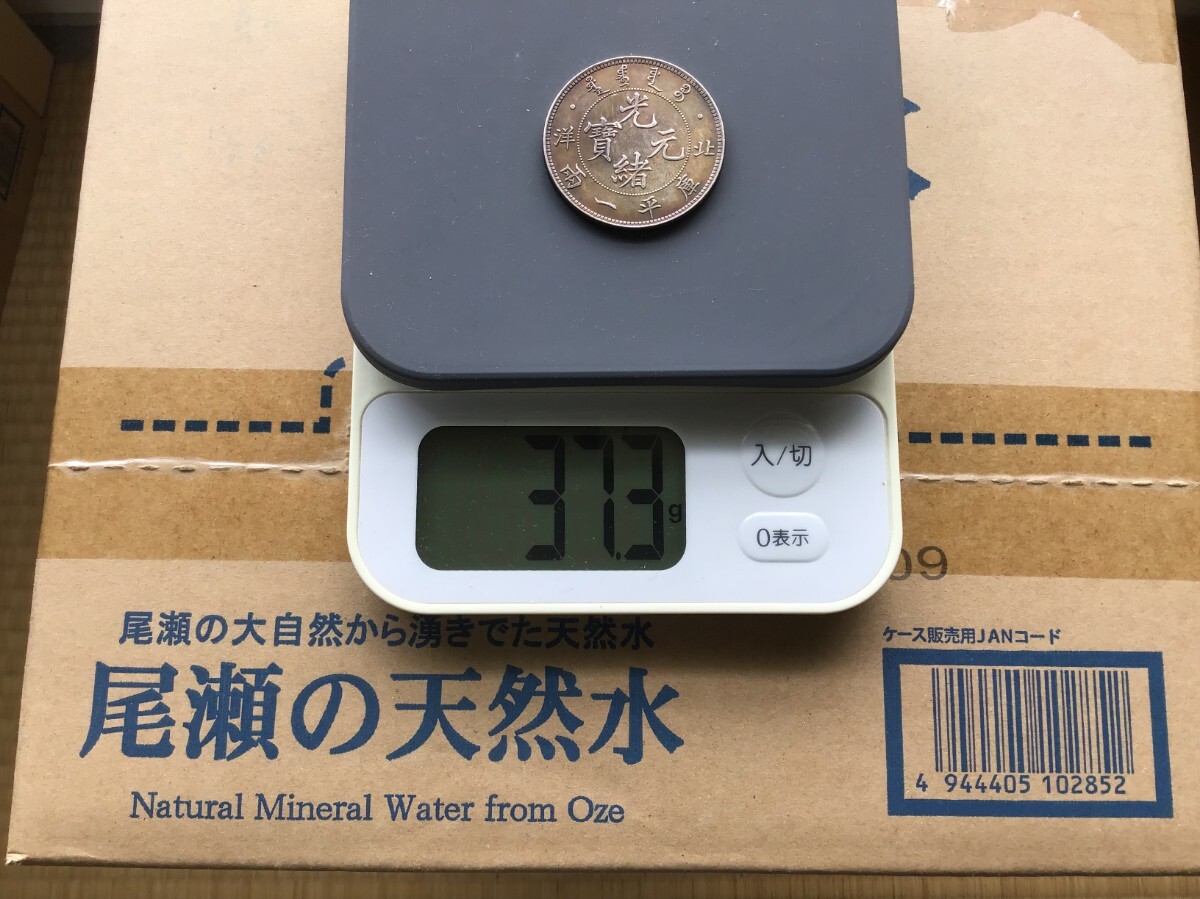 光緒元寶
北洋
庫平一兩
37.3g
入/切
0表示
09
尾瀬の大自然から湧きでた天然水
尾瀬の天然水
Natural Mineral Water from Oze
ケース販売用JANコード
4 944405 102852